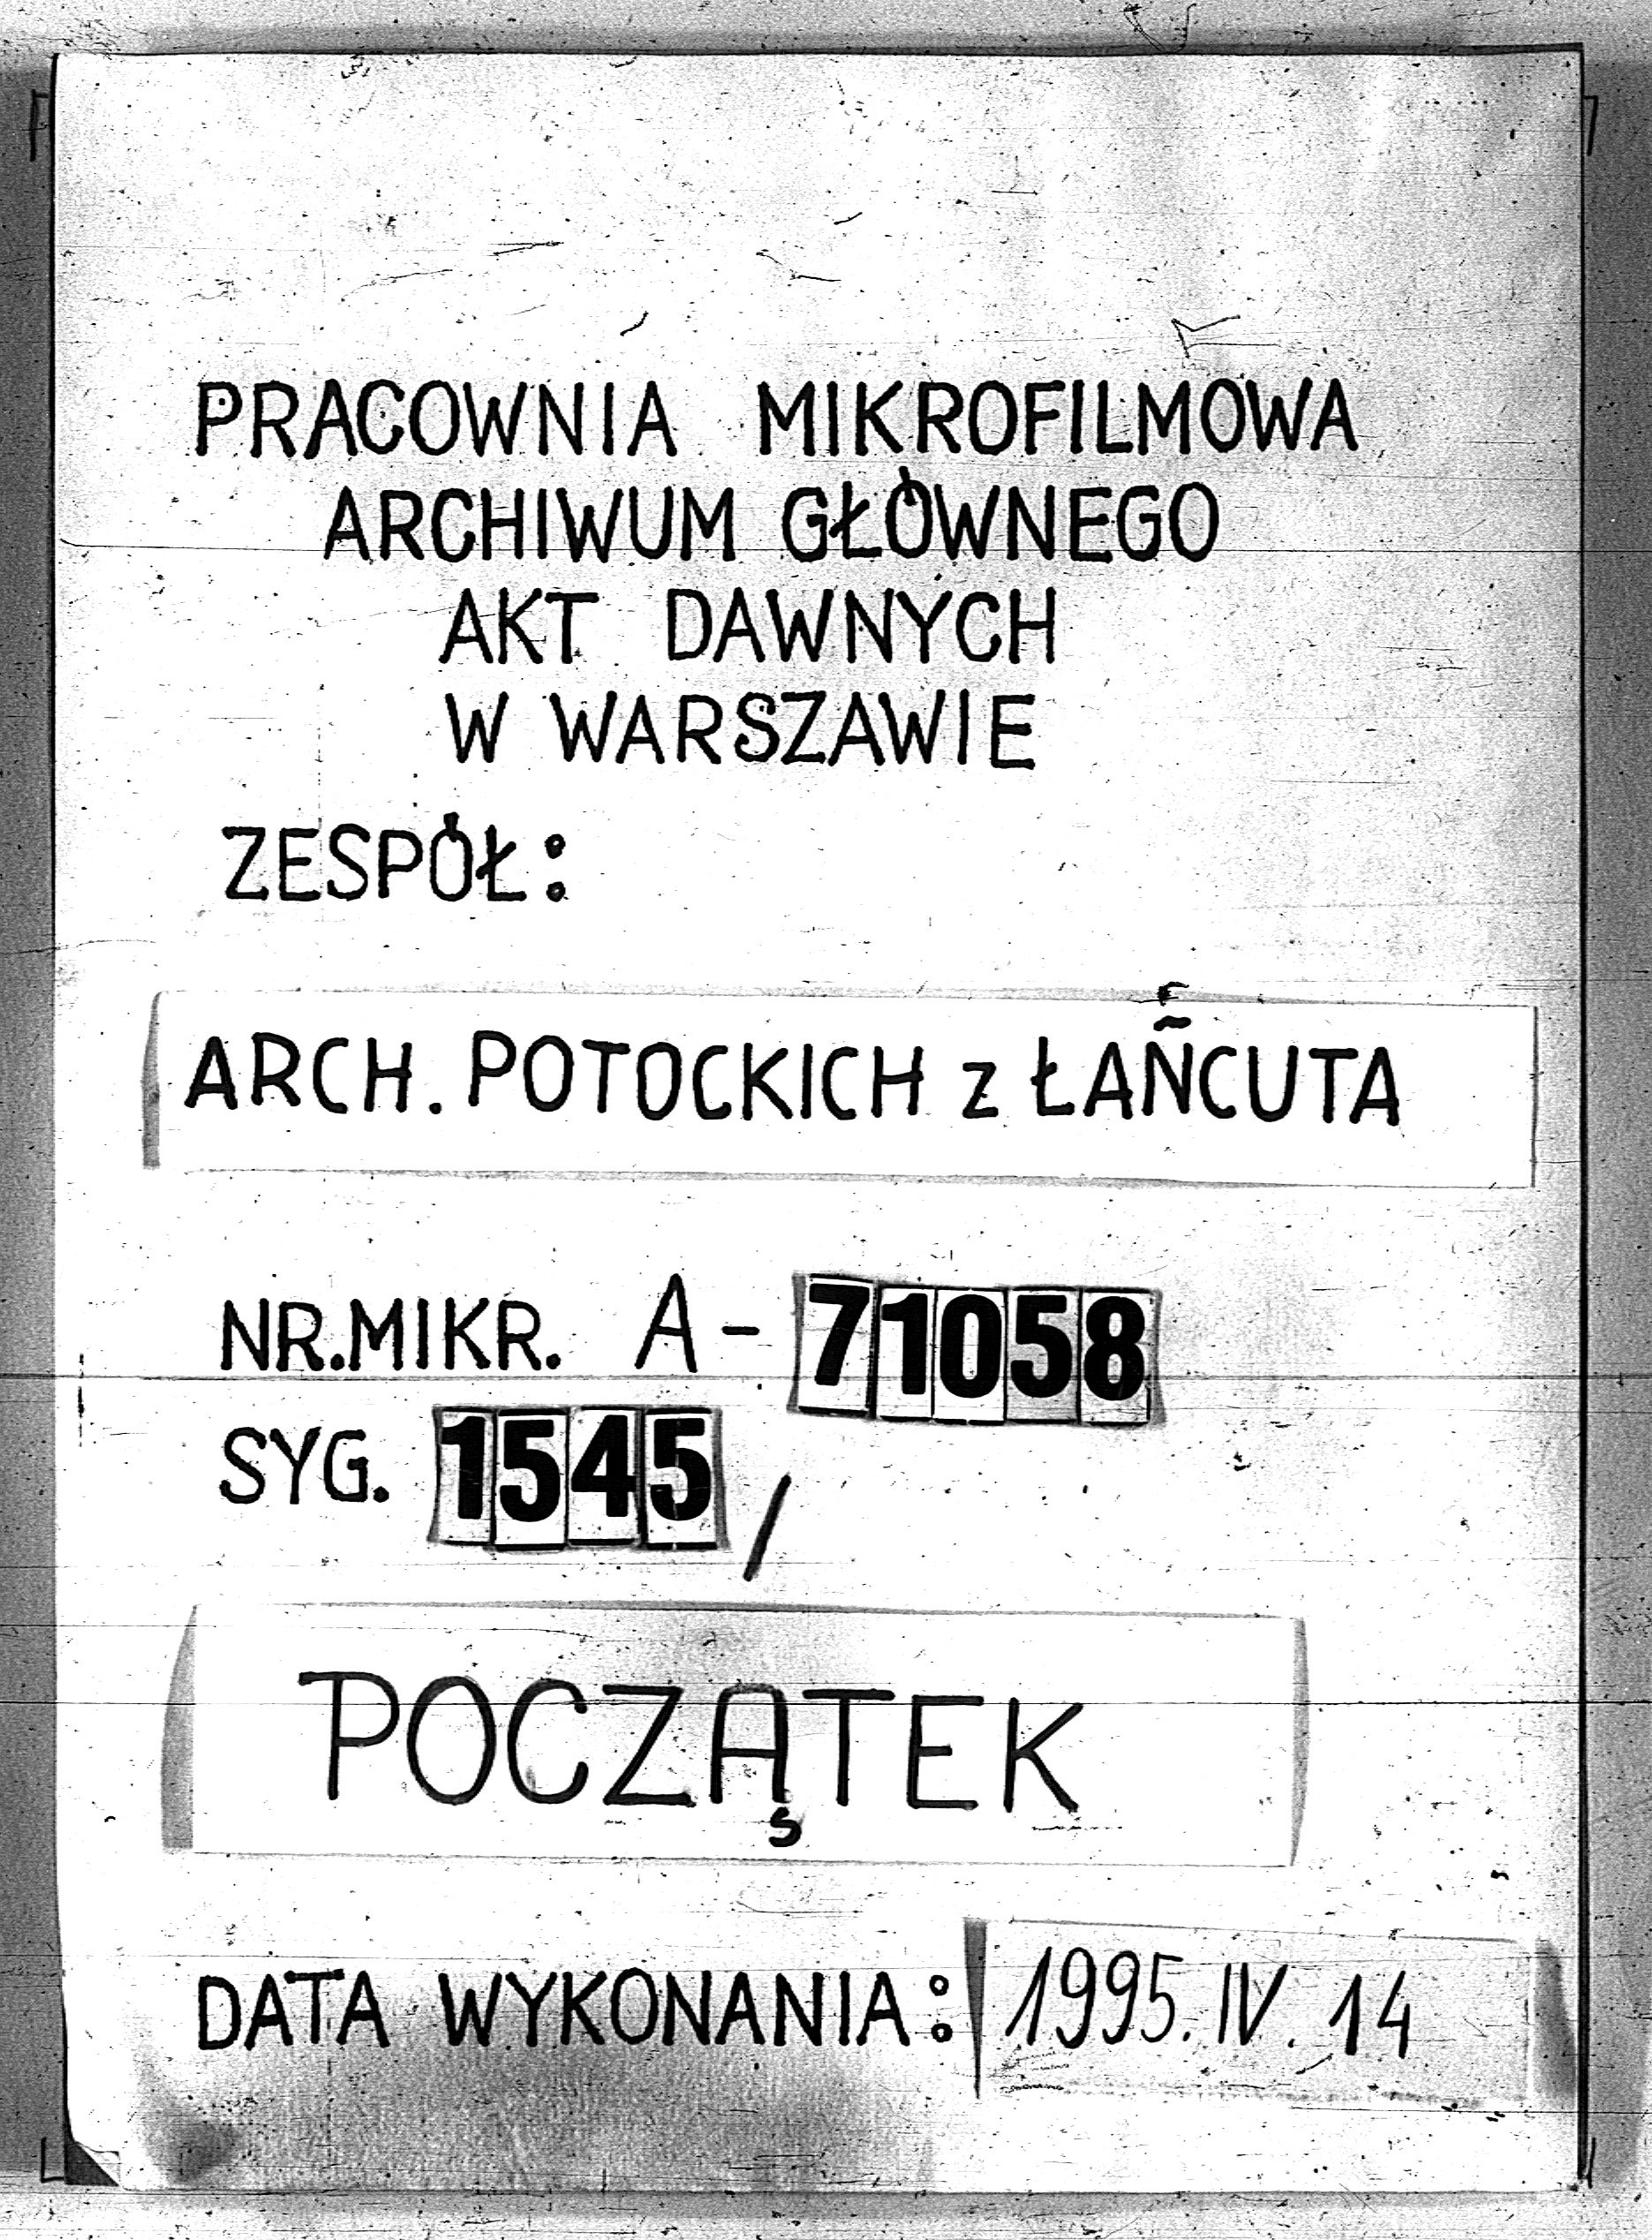 PRACOWNIA MIKROFILMOWA
ARCHIWUM GŁÓWNEGO
AKT DAWNYCH
W WARSZAWIE
ZESPÓŁ:
ARCH. POTOCKICH z ŁAŃCUTA
NR.MIKR. A-71058
SYG. 1545/
POCZĄTEK
DATA WYKONANIA: 1995.IV.14